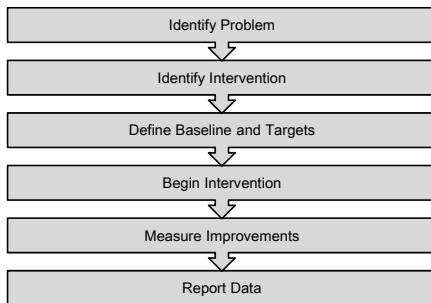 Identify Problem
Identify Intervention
Define Baseline and Targets
Begin Intervention
Measure Improvements
Report Data